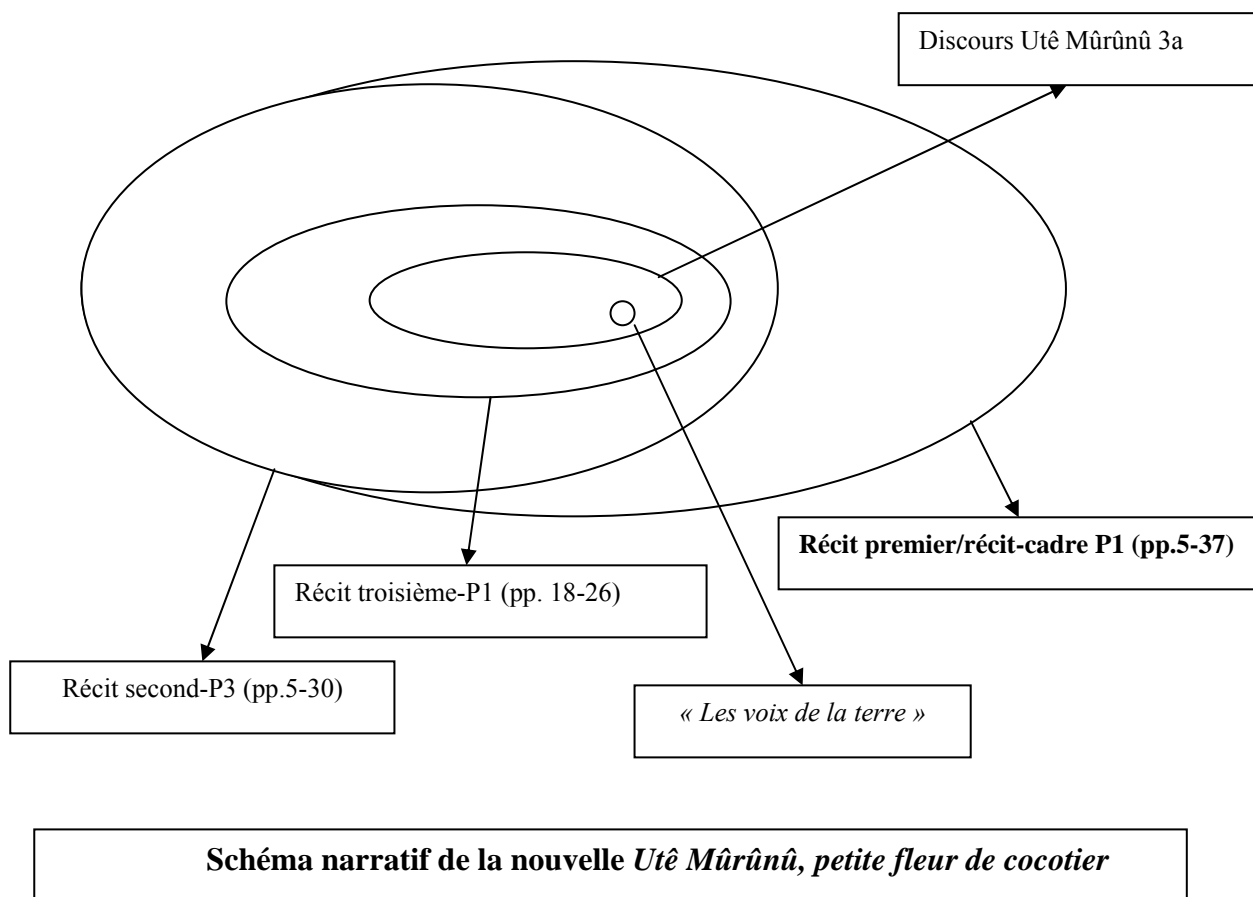 Discours Utê Mûrûnû 3a
Récit premier/récit-cadre P1 (pp.5-37)
Récit troisième-P1 (pp. 18-26)
Récit second-P3 (pp.5-30)
« Les voix de la terre »
Schéma narratif de la nouvelle Utê Mûrûnû, petite fleur de cocotier